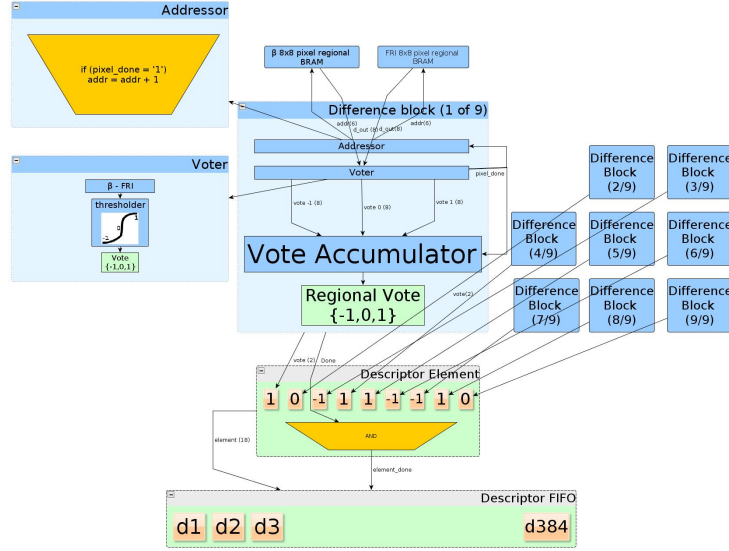 Addressor
if (pixel_done = '1')
addr = addr + 1
β 8x8 pixel regional
BRAM
FRI 8x8 pixel regional
BRAM
Difference block (1 of 9)
addr(6)
d_out (8)
d_out(8)
addr(6)
Addressor
Voter
pixel_done
vote -1 (8)
vote 0 (8)
vote 1 (8)
Vote Accumulator
Regional Vote
{-1,0,1}
Voter
β - FRI
thresholder
1
0
-1
Vote
{-1,0,1}
Difference
Block
(2/9)
Difference
Block
(3/9)
Difference
Block
(4/9)
Difference
Block
(5/9)
Difference
Block
(6/9)
Difference
Block
(7/9)
Difference
Block
(8/9)
Difference
Block
(9/9)
vote(2)
vote (2)
Done
Descriptor Element
1 0 -1 1 1 -1 -1 1 0
AND
element (18)
element_done
Descriptor FIFO
d1 d2 d3 d384